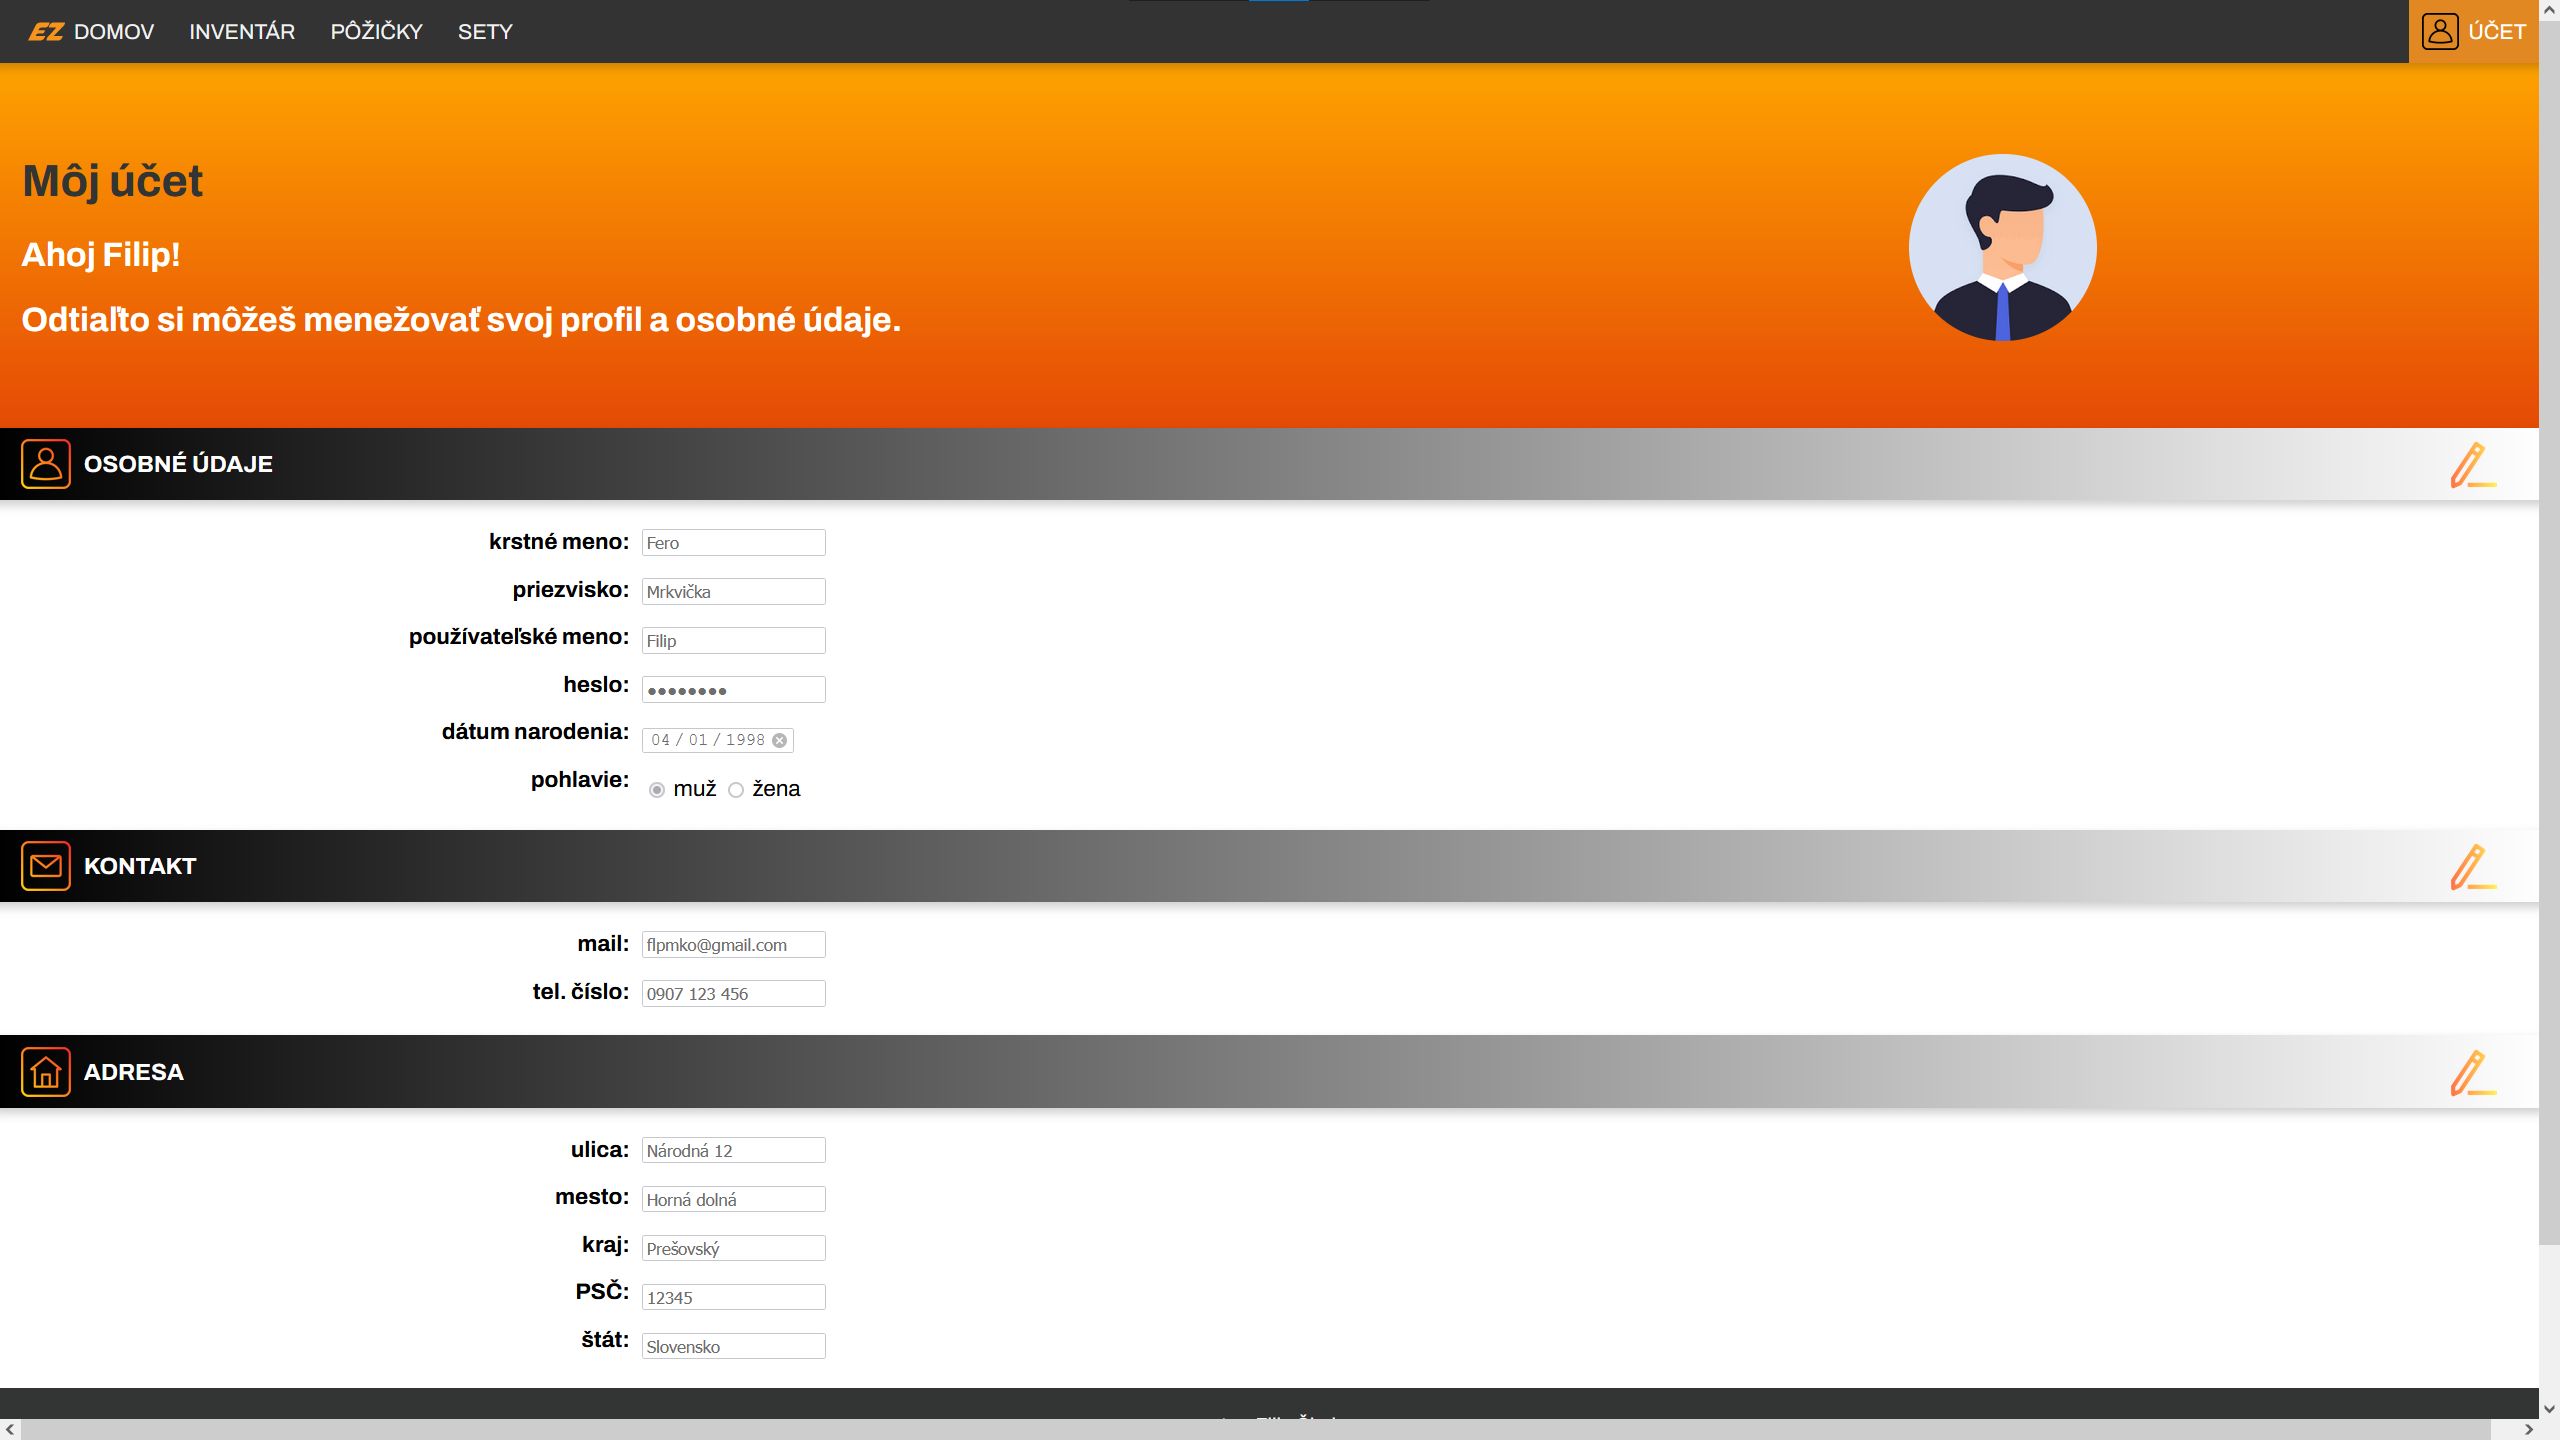 EZ DOMOV INVENTÁR PÔŽIČKY SETY ÚČET
Môj účet
Ahoj Filip!
Odtiaľto si môžeš menežovať svoj profil a osobné údaje.
OSOBNÉ ÚDAJE
krstné meno: Fero
priezvisko: Mrkvička
používateľské meno: Filip
heslo: ●●●●●●●●
dátum narodenia: 04 / 01 / 1998
pohlavie: muž žena
KONTAKT
mail: flpmko@gmail.com
tel. číslo: 0907 123 456
ADRESA
ulica: Národná 12
mesto: Horná dolná
kraj: Prešovský
PSČ: 12345
štát: Slovensko